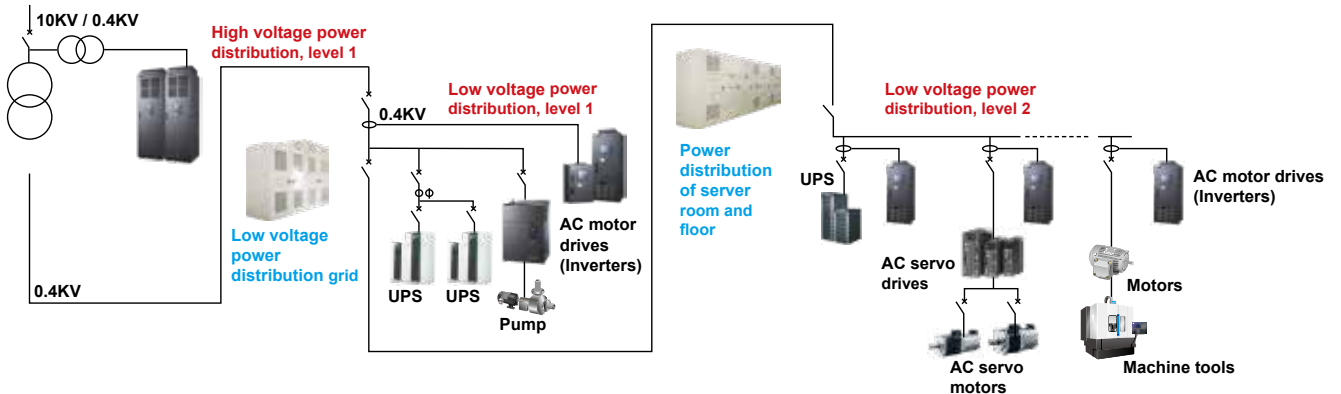 10KV / 0.4KV
High voltage power
distribution, level 1
Low voltage power
distribution, level 1
0.4KV
Low voltage
power
distribution grid
0.4KV
UPS
UPS
Pump
AC motor
drives
(Inverters)
Power
distribution
of server
room and
floor
Low voltage power
distribution, level 2
UPS
AC servo
drives
AC servo
motors
AC motor drives
(Inverters)
Motors
Machine tools